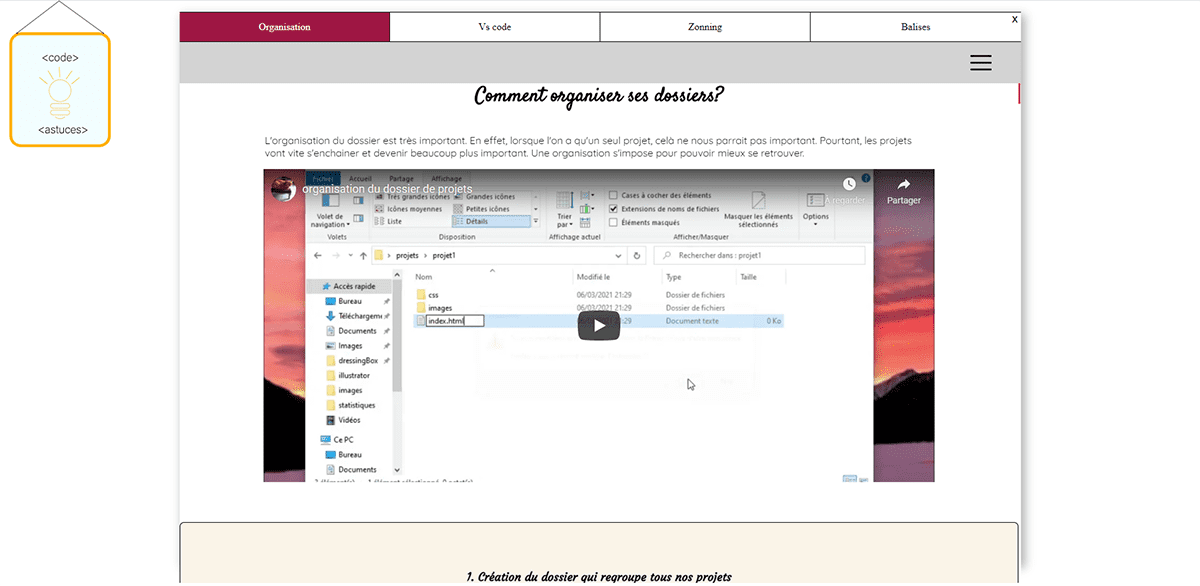 <code>
<astuces>
Organisation
Vs code
Zonning
Balises
X
Comment organiser ses dossiers?
L'organisation du dossier est très important. En effet, lorsque l'on a qu'un seul projet, celà ne nous parrait pas important. Pourtant, les projets
vont vite s'enchainer et devenir beaucoup plus important. Une organisation s'impose pour pouvoir mieux se retrouver.
Fichier Accueil Partage Affichage
organisation du dossier de projets
À regarder...
Partager
Volet de
navigation
Très grandes icônes Grandes icônes
Icônes moyennes Petites icônes
Liste Détails
Trier
par
Cases à cocher des éléments
Extensions de noms de fichiers
Éléments masqués
Masquer les éléments
sélectionnés
Options
Volets Disposition Affichage actuel Afficher/Masquer
projets projet1
Rechercher dans : projet1
Nom Modifié le Type Taille
css 06/03/2021 21:29 Dossier de fichiers
images 06/03/2021 21:29 Dossier de fichiers
index.html 21:29 Document texte 0 Ko
Accès rapide
Bureau
Téléchargeme
Documents
Images
dressingBox
illustrator
images
statistiques
Vidéos
Ce PC
Bureau
Documents
1. Création du dossier qui regroupe tous nos projets